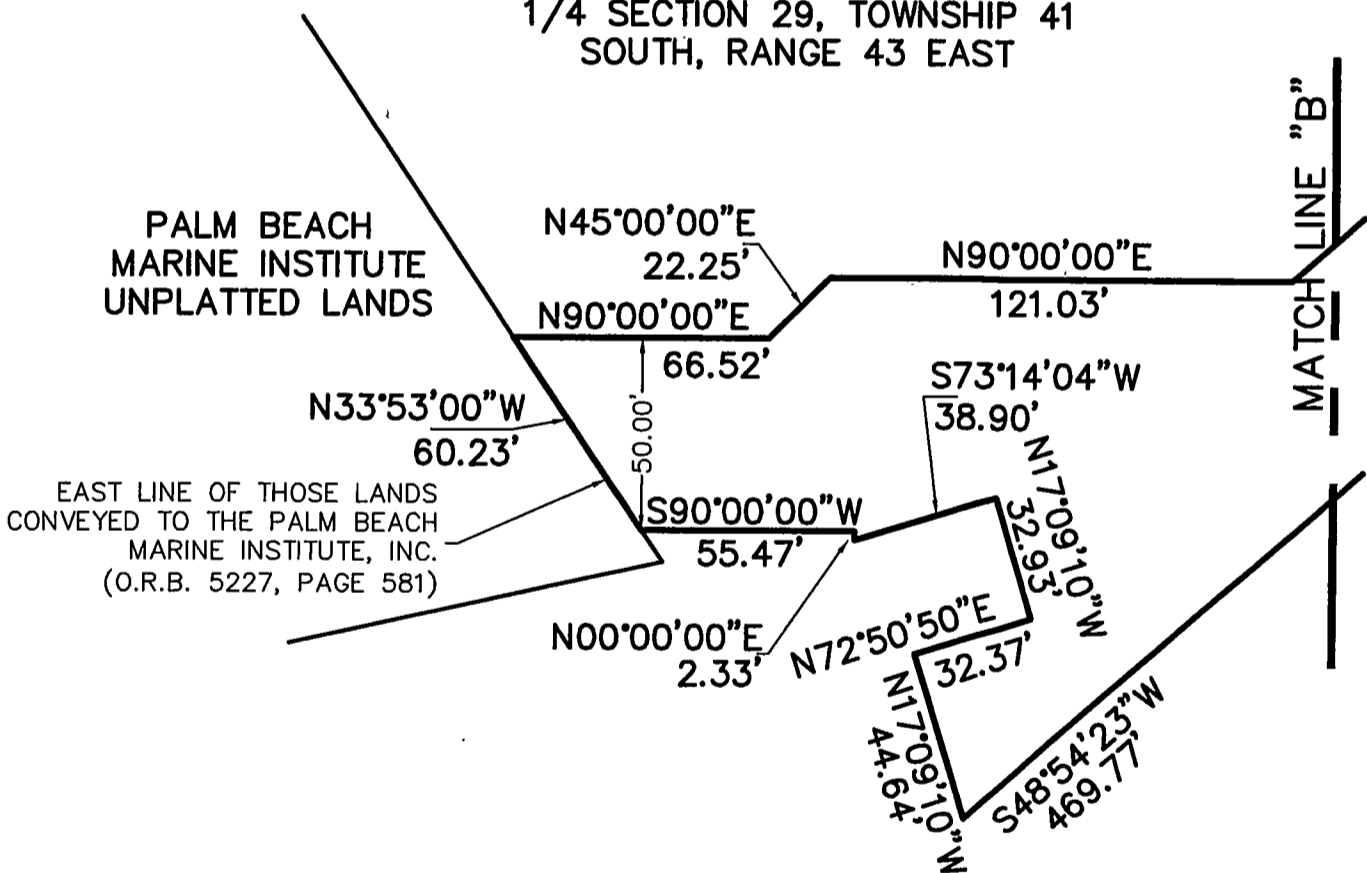 1/4 SECTION 29, TOWNSHIP 41
SOUTH, RANGE 43 EAST
MATCH LINE "B"
PALM BEACH
MARINE INSTITUTE
UNPLATTED LANDS
N45°00'00"E
22.25'
N90°00'00"E
121.03'
N90°00'00"E
66.52'
N33°53'00"W
60.23'
50.00'
S73°14'04"W
38.90'
N17°09'10"W
32.93'
EAST LINE OF THOSE LANDS
CONVEYED TO THE PALM BEACH
MARINE INSTITUTE, INC.
(O.R.B. 5227, PAGE 581)
S90°00'00"W
55.47'
N00°00'00"E
2.33'
N72°50'50"E
32.37'
N17°09'10"W
44.64'
S48°54'23"W
469.77'